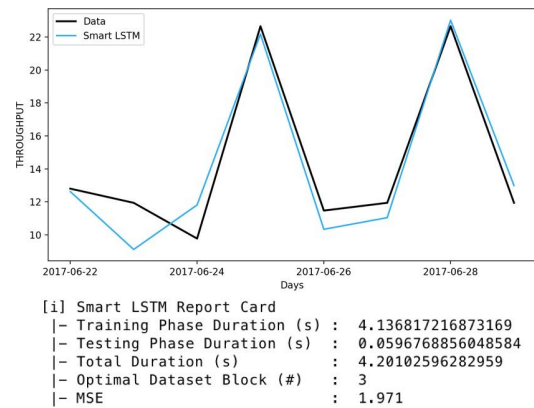 Data
Smart LSTM
22
20
18
16
14
12
10
THROUGHPUT
2017-06-22 2017-06-24 2017-06-26 2017-06-28
Days
[i] Smart LSTM Report Card
|- Training Phase Duration (s) : 4.136817216873169
|- Testing Phase Duration (s) : 0.0596768856048584
|- Total Duration (s) : 4.20102596282959
|- Optimal Dataset Block (#) : 3
|- MSE : 1.971